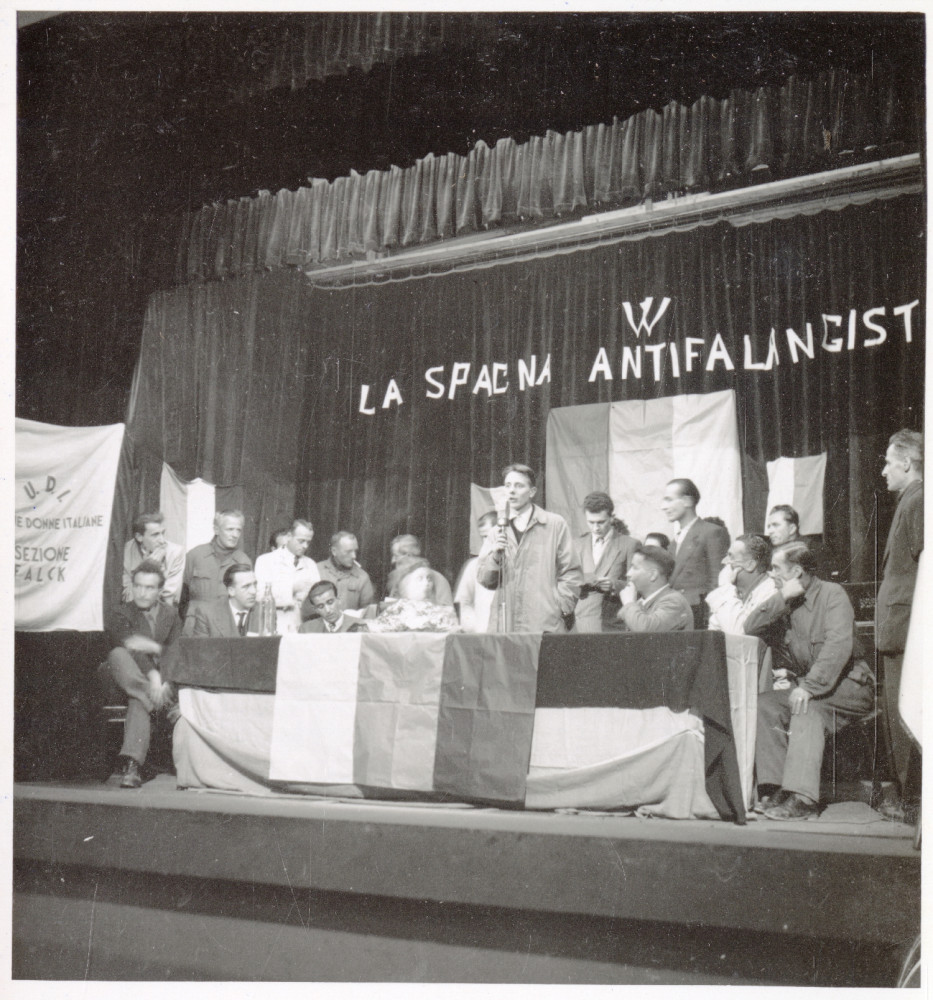 W
LA SPAGNA ANTIFALANGIST
U.D.I.
E DONNE ITALIANE
SEZIONE
FALCK